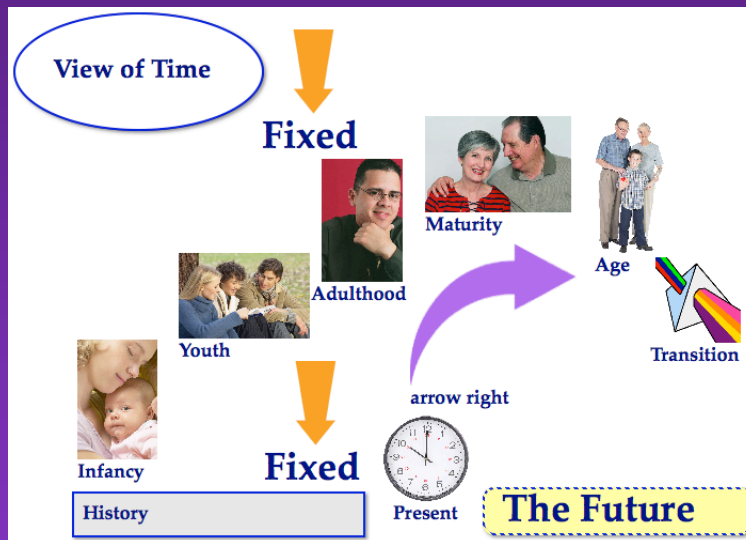 View of Time
Fixed
Maturity
Age
Adulthood
Youth
Transition
arrow right
Infancy
Fixed
History
Present
The Future